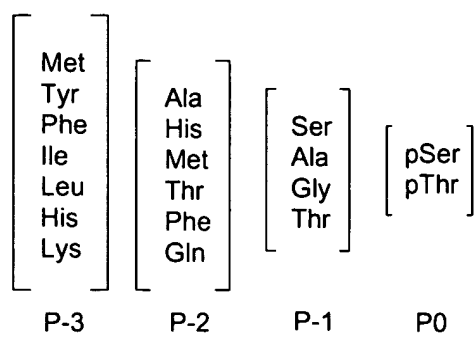 Met
Tyr
Phe
Ile
Leu
His
Lys
P-3
Ala
His
Met
Thr
Phe
Gln
P-2
Ser
Ala
Gly
Thr
P-1
pSer
pThr
P0